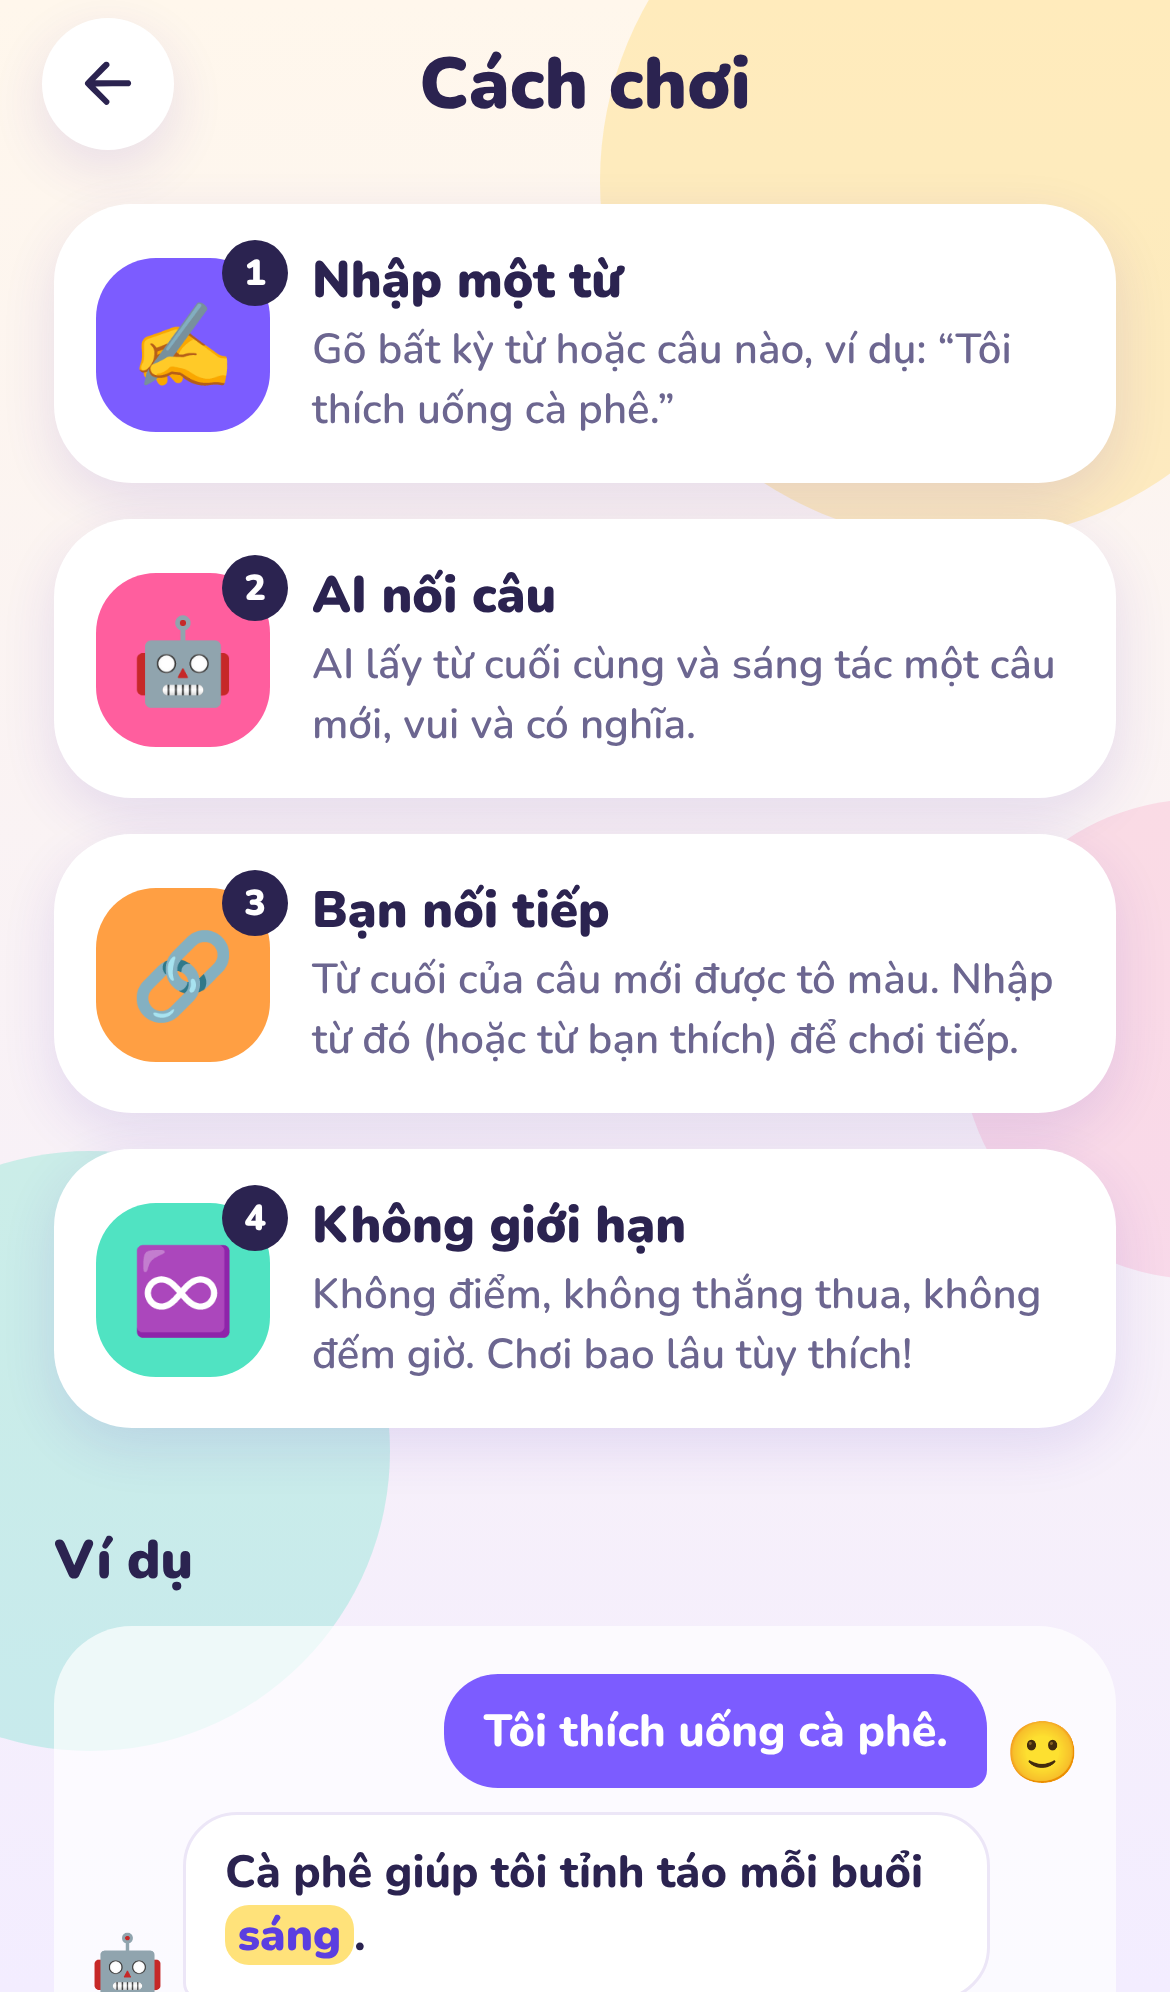 Cách chơi
1
Nhập một từ
Gõ bất kỳ từ hoặc câu nào, ví dụ: “Tôi
thích uống cà phê.”
2
AI nối câu
AI lấy từ cuối cùng và sáng tác một câu
mới, vui và có nghĩa.
3
Bạn nối tiếp
Từ cuối của câu mới được tô màu. Nhập
từ đó (hoặc từ bạn thích) để chơi tiếp.
4
Không giới hạn
Không điểm, không thắng thua, không
đếm giờ. Chơi bao lâu tùy thích!
Ví dụ
Tôi thích uống cà phê.
Cà phê giúp tôi tỉnh táo mỗi buổi
sáng.